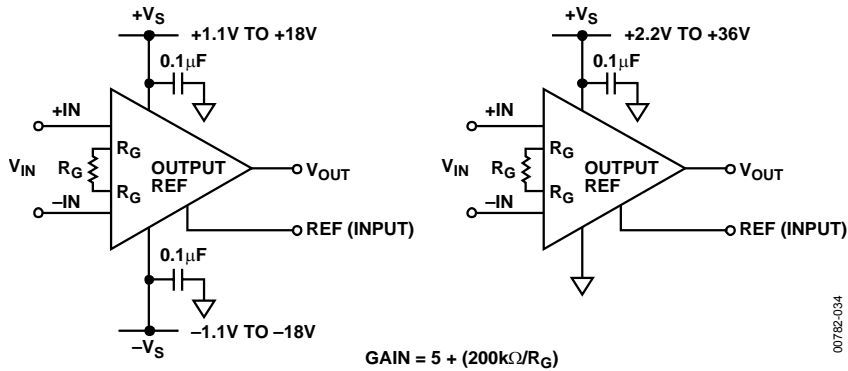 +VS
+1.1V TO +18V
0.1µF
+IN
RG
VIN
RG
OUTPUT
REF
VOUT
RG
–IN
REF (INPUT)
0.1µF
–1.1V TO –18V
–VS
+VS
+2.2V TO +36V
0.1µF
+IN
RG
VIN
RG
OUTPUT
REF
VOUT
RG
–IN
REF (INPUT)
GAIN = 5 + (200kΩ/RG)
00782-034